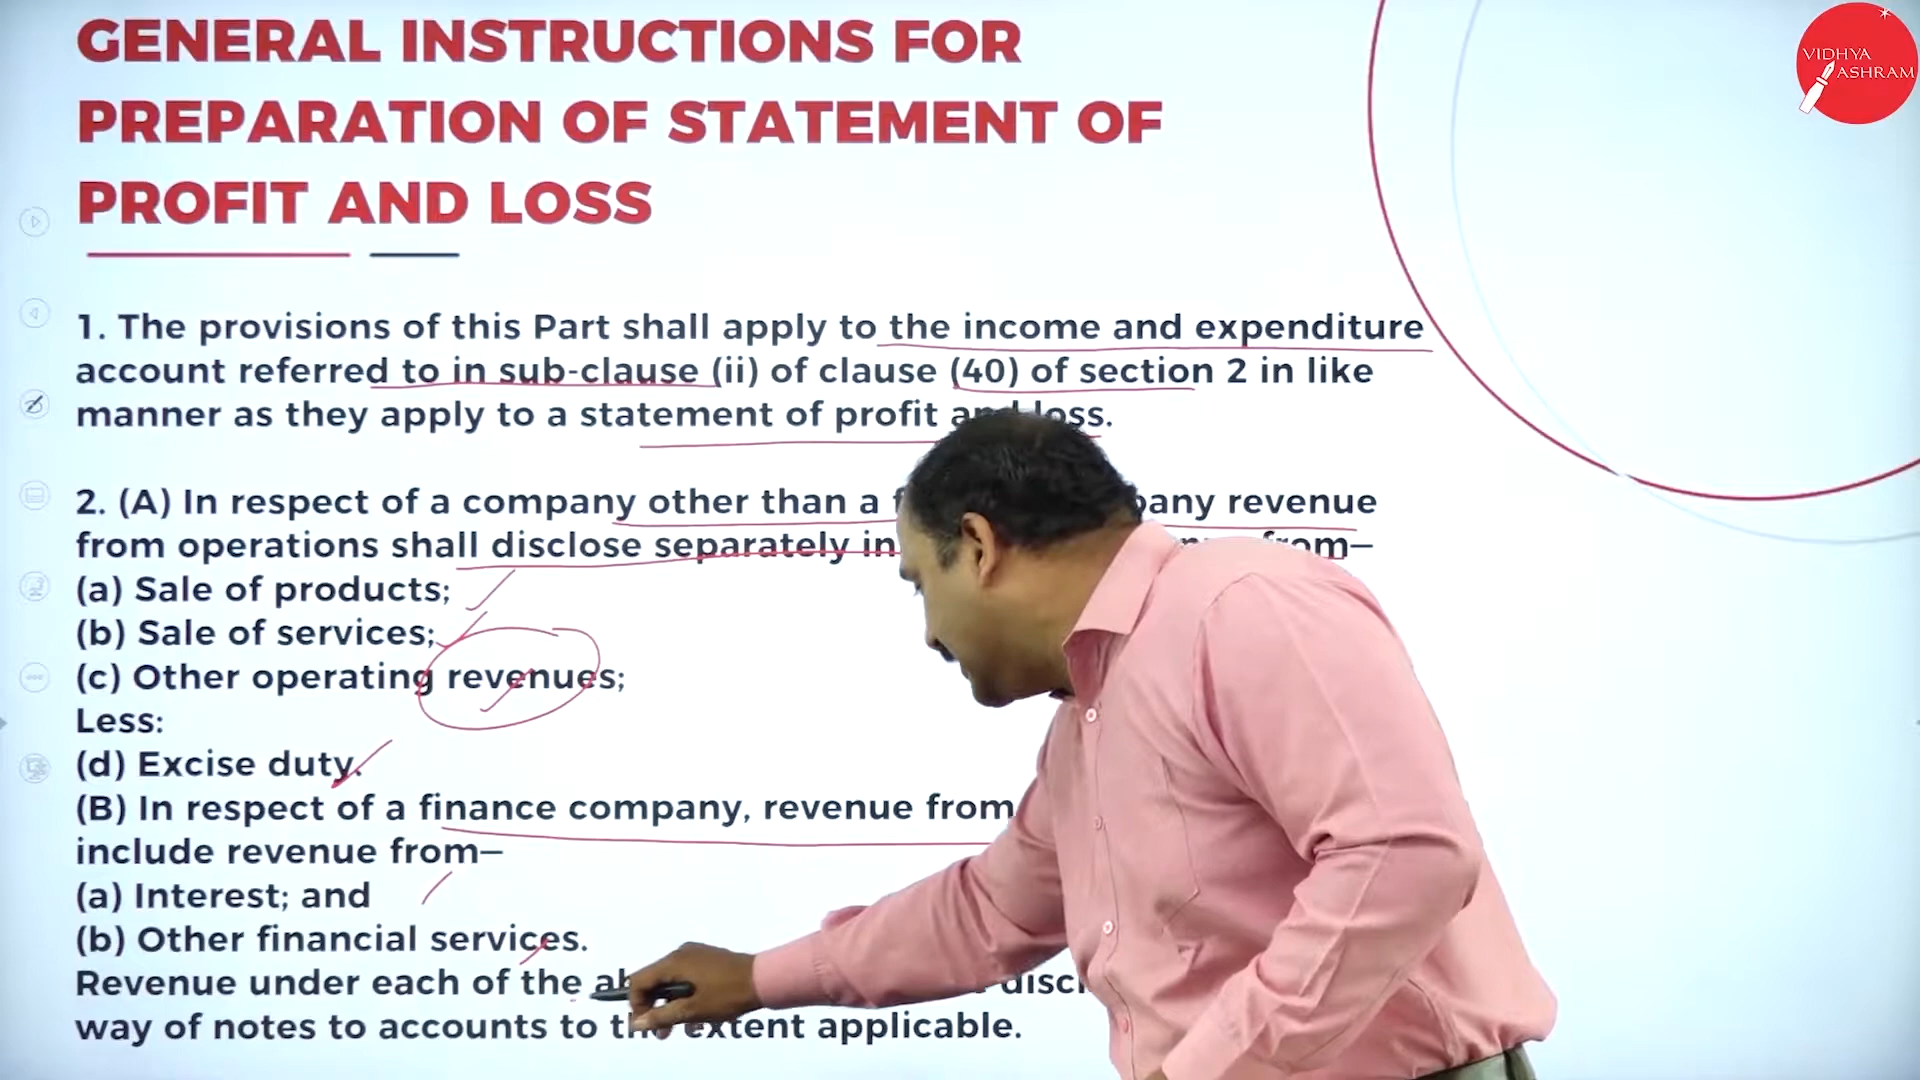 GENERAL INSTRUCTIONS FOR
PREPARATION OF STATEMENT OF
PROFIT AND LOSS
VIDHYA
ASHRAM
1. The provisions of this Part shall apply to the income and expenditure
account referred to in sub-clause (ii) of clause (40) of section 2 in like
manner as they apply to a statement of profit and loss.
2. (A) In respect of a company other than a revenue
from operations shall disclose separately in from—
(a) Sale of products;
(b) Sale of services;
(c) Other operating revenues;
Less:
(d) Excise duty.
(B) In respect of a finance company, revenue from
include revenue from—
(a) Interest; and
(b) Other financial services.
Revenue under each of the
way of notes to accounts to the extent applicable.